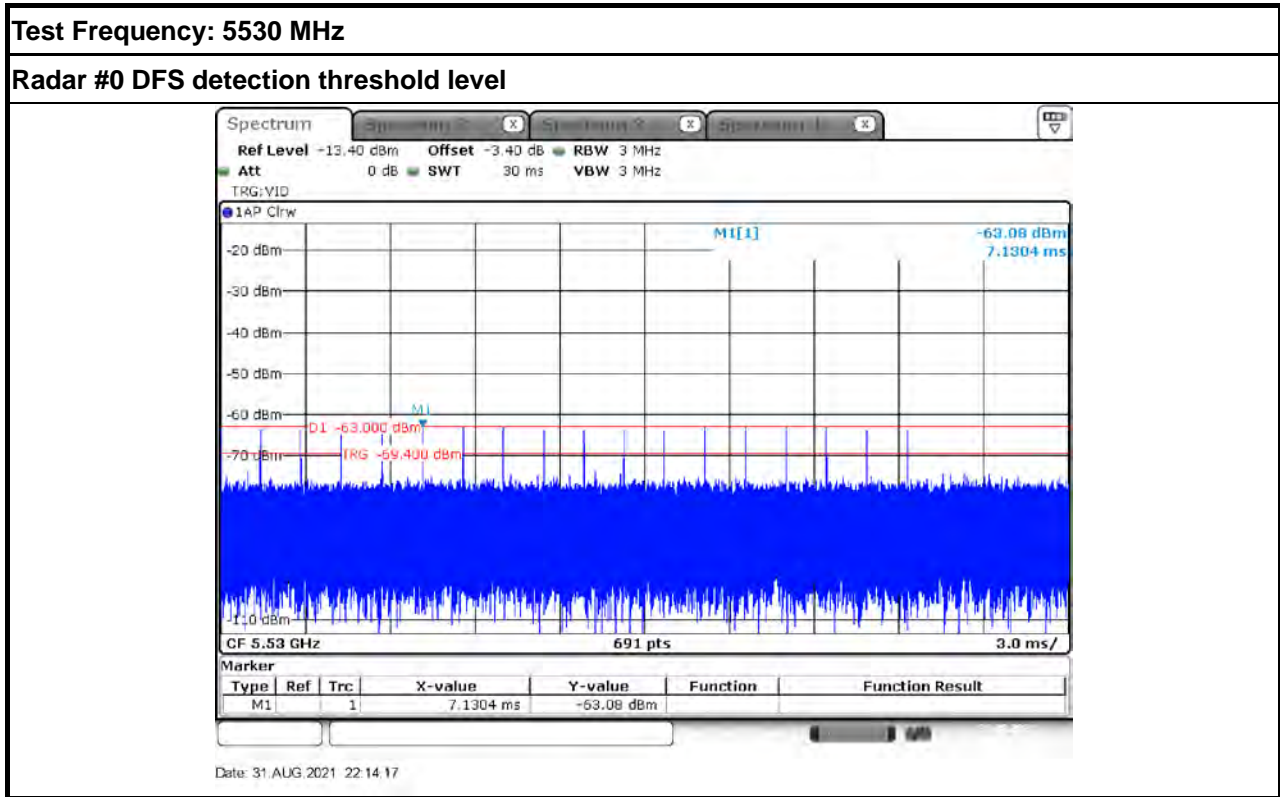 Test Frequency: 5530 MHz
Radar #0 DFS detection threshold level
Spectrum X X X
Ref Level -13.40 dBm Offset -3.40 dB RBW 3 MHz
Att 0 dB SWT 30 ms VBW 3 MHz
TRG:VID
1AP Clrw
M1[1] -63.08 dBm
7.1304 ms
-20 dBm
-30 dBm
-40 dBm
-50 dBm
-60 dBm
M1
D1 -63.000 dBm
-70 dBm
TRG -69.400 dBm
-110 dBm
CF 5.53 GHz 691 pts 3.0 ms/
Marker
Type Ref Trc X-value Y-value Function Function Result
M1 1 7.1304 ms -63.08 dBm
Date: 31.AUG.2021 22:14:17